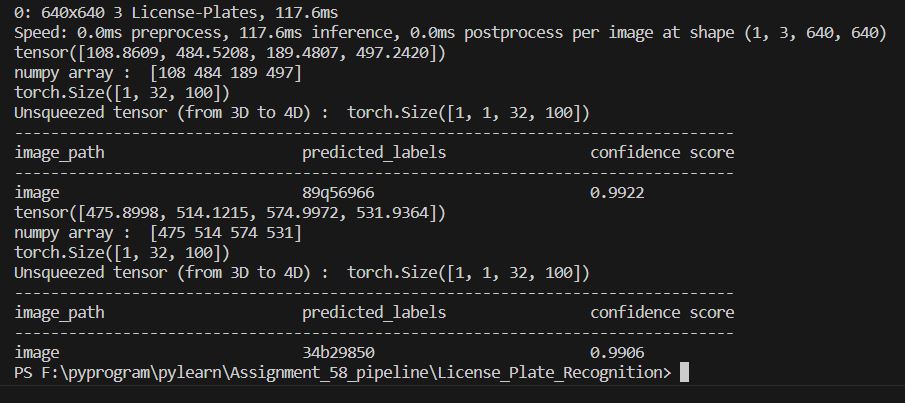 0: 640x640 3 License-Plates, 117.6ms
Speed: 0.0ms preprocess, 117.6ms inference, 0.0ms postprocess per image at shape (1, 3, 640, 640)
tensor([108.8609, 484.5208, 189.4807, 497.2420])
numpy array :  [108 484 189 497]
torch.Size([1, 32, 100])
Unsqueezed tensor (from 3D to 4D) :  torch.Size([1, 1, 32, 100])
--------------------------------------------------------------------------------
image_path                      predicted_labels                confidence score
--------------------------------------------------------------------------------
image                           89q56966                        0.9922
tensor([475.8998, 514.1215, 574.9972, 531.9364])
numpy array :  [475 514 574 531]
torch.Size([1, 32, 100])
Unsqueezed tensor (from 3D to 4D) :  torch.Size([1, 1, 32, 100])
--------------------------------------------------------------------------------
image_path                      predicted_labels                confidence score
--------------------------------------------------------------------------------
image                           34b29850                        0.9906
PS F:\pyprogram\pylearn\Assignment_58_pipeline\License_Plate_Recognition>